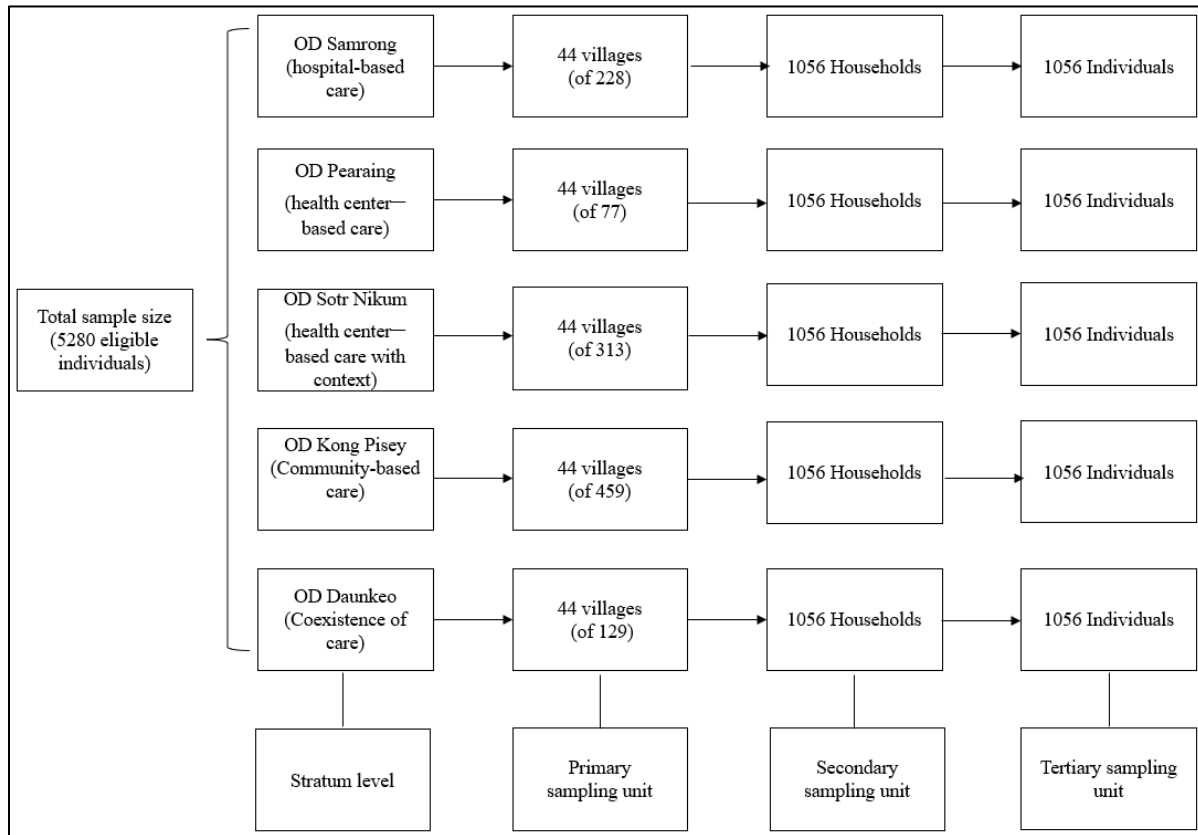 OD Samrong
(hospital-based
care)
44 villages
(of 228)
1056 Households
1056 Individuals
OD Pearaing
(health center—
based care)
44 villages
(of 77)
1056 Households
1056 Individuals
Total sample size
(5280 eligible
individuals)
OD Sotr Nikum
(health center—
based care with
context)
44 villages
(of 313)
1056 Households
1056 Individuals
OD Kong Pisey
(Community-based
care)
44 villages
(of 459)
1056 Households
1056 Individuals
OD Daunkeo
(Coexistence of
care)
44 villages
(of 129)
1056 Households
1056 Individuals
Stratum level
Primary
sampling unit
Secondary
sampling unit
Tertiary sampling
unit